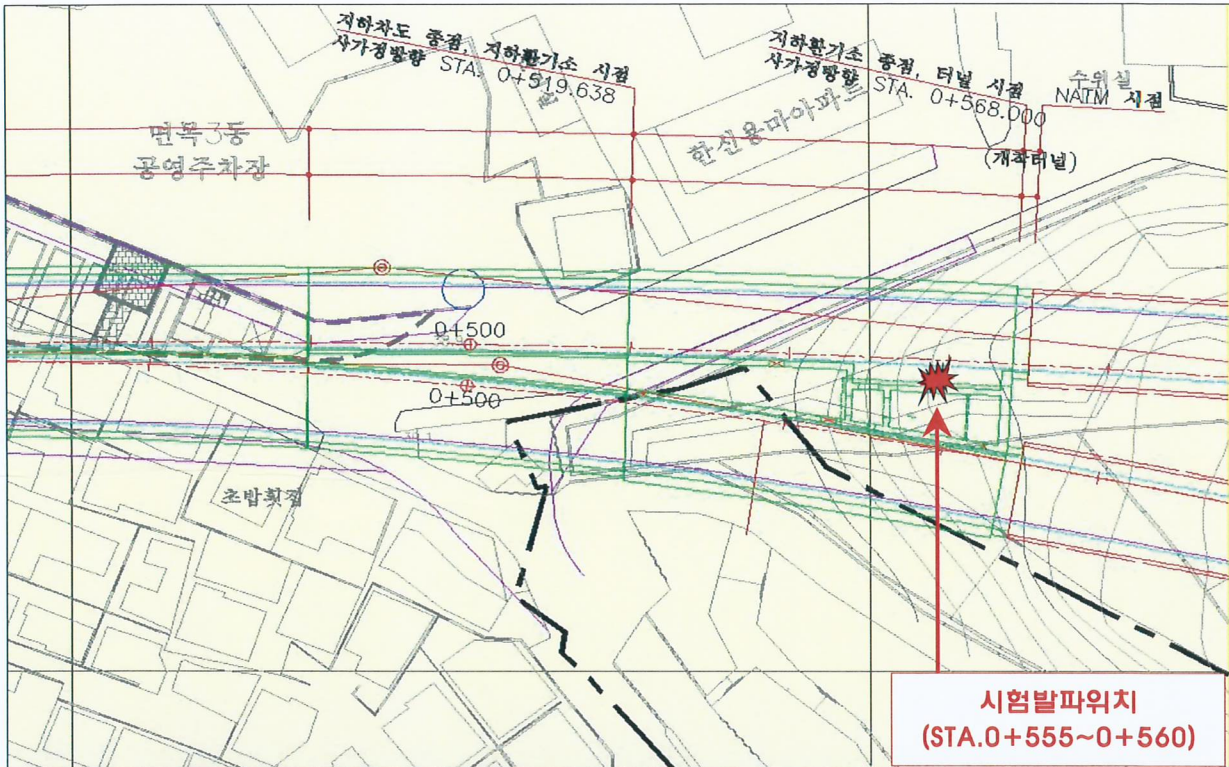 지하차도 종점, 지하환기소 시점
사가정방향 STA. 0+519.638
지하환기소 종점, 터널 시점
사가정방향 STA. 0+568.000
수위실
NATM 시점
면목3동
공영주차장
한신용마아파트
(개착터널)
0+500
0+500
초밥횟집
시험발파위치
(STA.0+555~0+560)